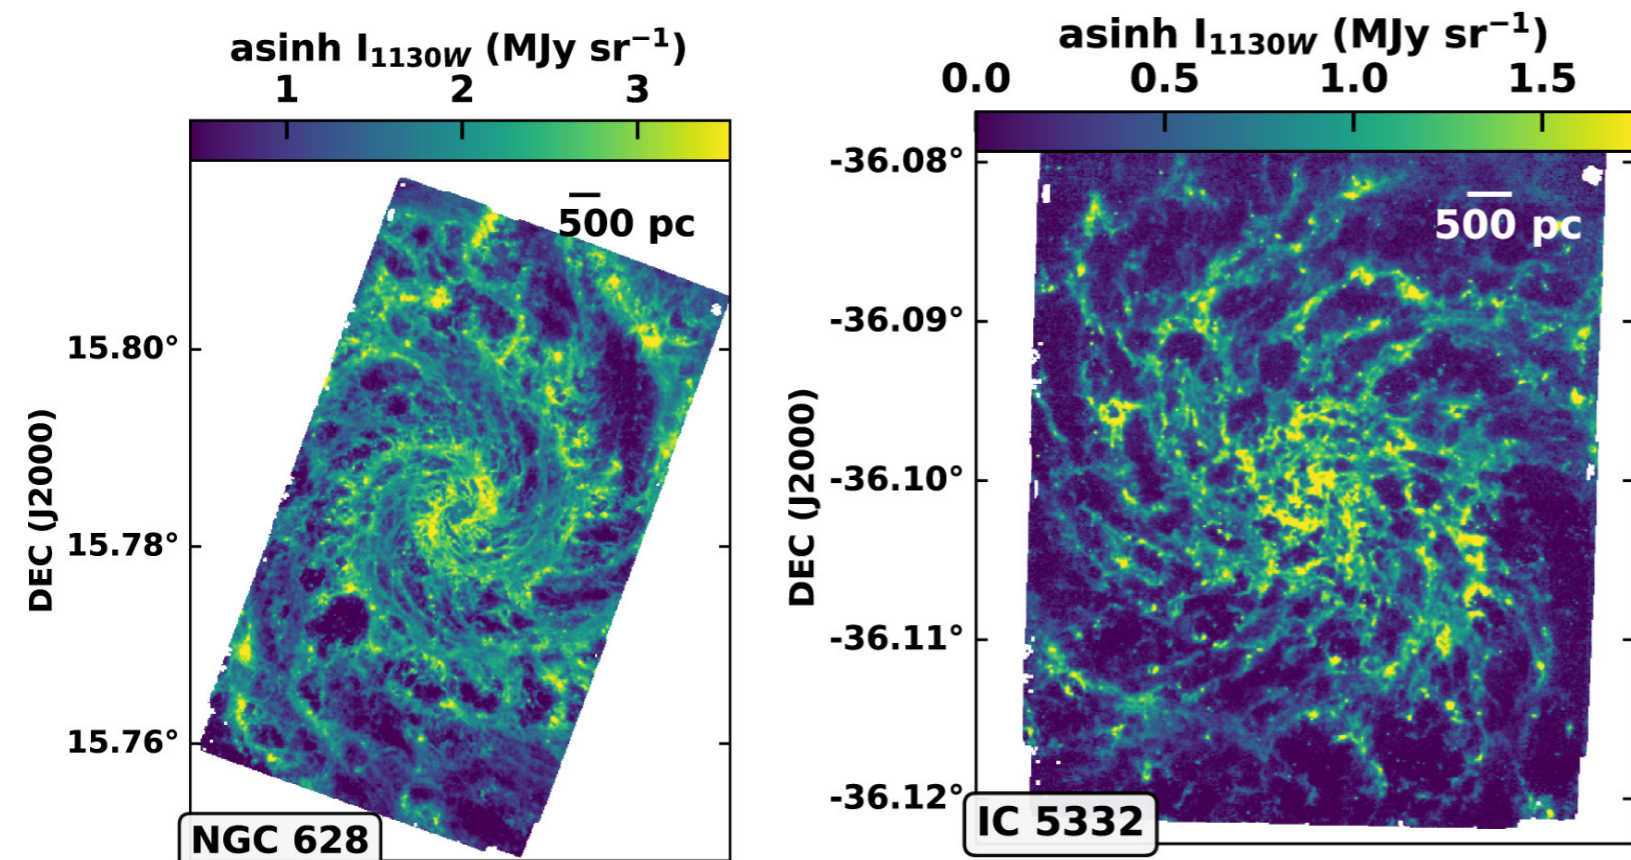 asinh I1130W (MJy sr−1)
1 2 3
500 pc
15.80°
15.78°
15.76°
DEC (J2000)
NGC 628
asinh I1130W (MJy sr−1)
0.0 0.5 1.0 1.5
500 pc
-36.08°
-36.09°
-36.10°
-36.11°
-36.12°
DEC (J2000)
IC 5332